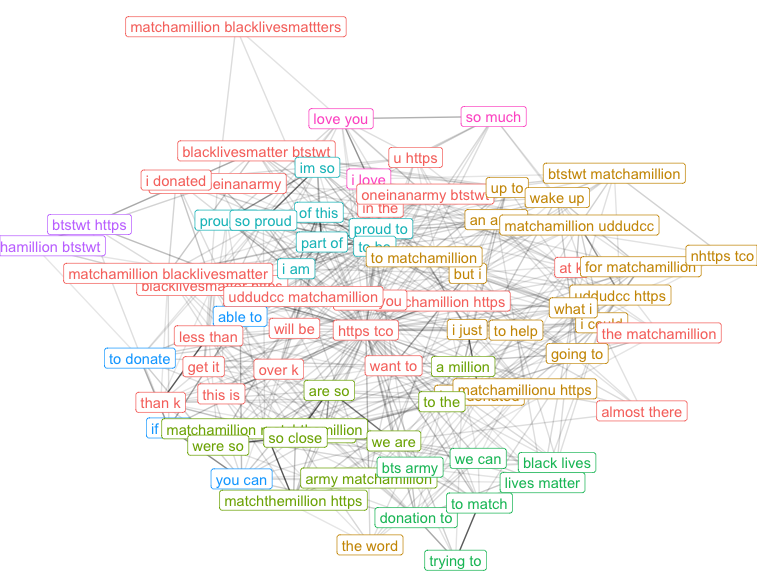 matchamillion blacklivesmattters
love you
so much
blacklivesmatter btstwt
u https
im so
i donated
oneinanarmy
i love
btstwt matchamillion
oneinanarmy btstwt
up to
wake up
in the
of this
so proud
an a
btstwt https
proud to
matchamillion uddudcc
hamillion btstwt
part of
to be
to matchamillion
nhttps tco
i am
but i
at k
for matchamillion
matchamillion blacklivesmatter
blacklivesmatter https
uddudcc matchamillion
you
chamillion https
uddudcc https
what i
able to
i could
will be
https tco
i just
to help
the matchamillion
less than
to donate
going to
get it
over k
want to
a million
this is
are so
matchamillionu https
than k
to the
almost there
if
matchamillion matchthemillion
were so
so close
we are
bts army
we can
black lives
you can
army matchamillion
lives matter
matchthemillion https
to match
donation to
the word
trying to